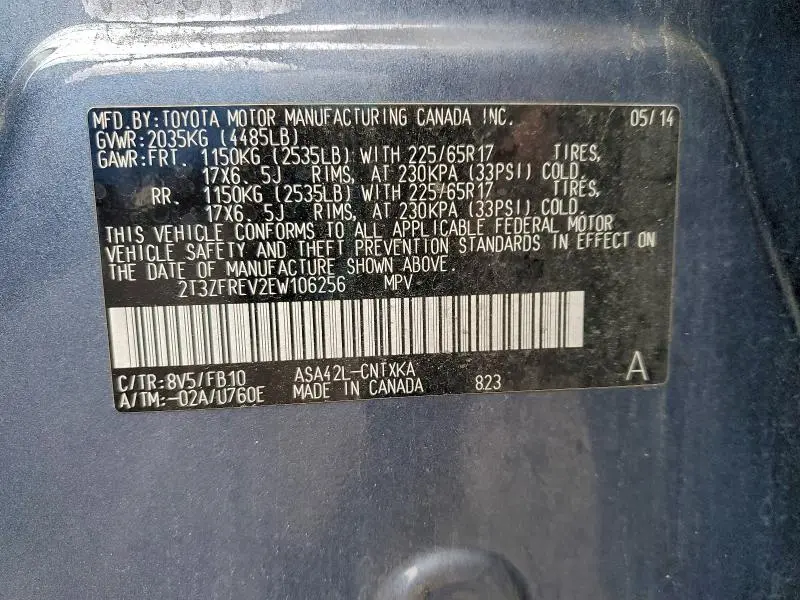 MFD.BY:TOYOTA MOTOR MANUFACTURING CANADA INC. 05/14
GVWR:2035KG (4485LB)
GAWR:FRT. 1150KG (2535LB) WITH 225/65R17 TIRES,
17X6.5J RIMS, AT 230KPA (33PSI) COLD.
RR. 1150KG (2535LB) WITH 225/65R17 TIRES,
17X6.5J RIMS, AT 230KPA (33PSI) COLD.
THIS VEHICLE CONFORMS TO ALL APPLICABLE FEDERAL MOTOR
VEHICLE SAFETY AND THEFT PREVENTION STANDARDS IN EFFECT ON
THE DATE OF MANUFACTURE SHOWN ABOVE.
2T3ZFREV2EW106256 MPV
C/TR:8V5/FB10 ASA42L-CNTXKA
A/TM:-02A/U760E MADE IN CANADA 823 A